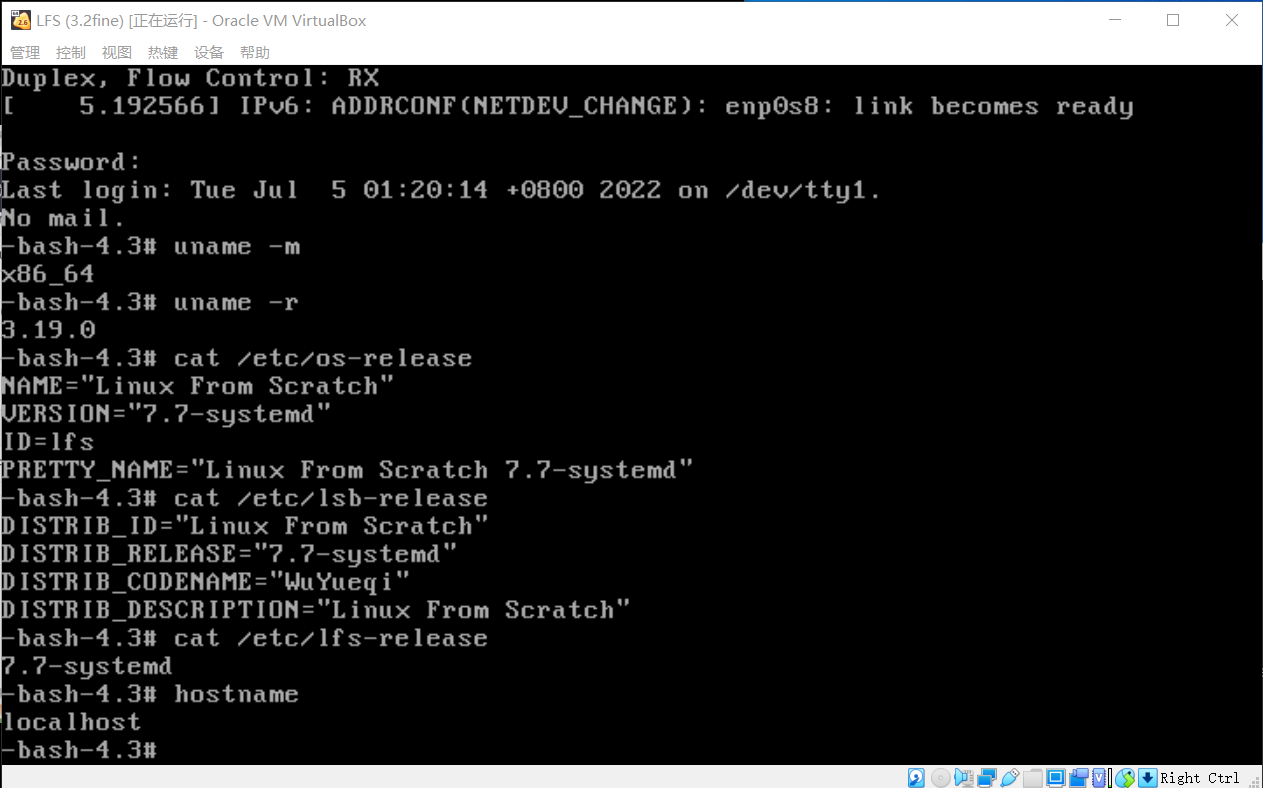 LFS (3.2fine) [正在运行] - Oracle VM VirtualBox
管理 控制 视图 热键 设备 帮助
Duplex, Flow Control: RX
[    5.192566] IPv6: ADDRCONF(NETDEV_CHANGE): enp0s8: link becomes ready
Password:
Last login: Tue Jul  5 01:20:14 +0800 2022 on /dev/tty1.
No mail.
-bash-4.3# uname -m
x86_64
-bash-4.3# uname -r
3.19.0
-bash-4.3# cat /etc/os-release
NAME="Linux From Scratch"
VERSION="7.7-systemd"
ID=lfs
PRETTY_NAME="Linux From Scratch 7.7-systemd"
-bash-4.3# cat /etc/lsb-release
DISTRIB_ID="Linux From Scratch"
DISTRIB_RELEASE="7.7-systemd"
DISTRIB_CODENAME="WuYueqi"
DISTRIB_DESCRIPTION="Linux From Scratch"
-bash-4.3# cat /etc/lfs-release
7.7-systemd
-bash-4.3# hostname
localhost
-bash-4.3#
Right Ctrl